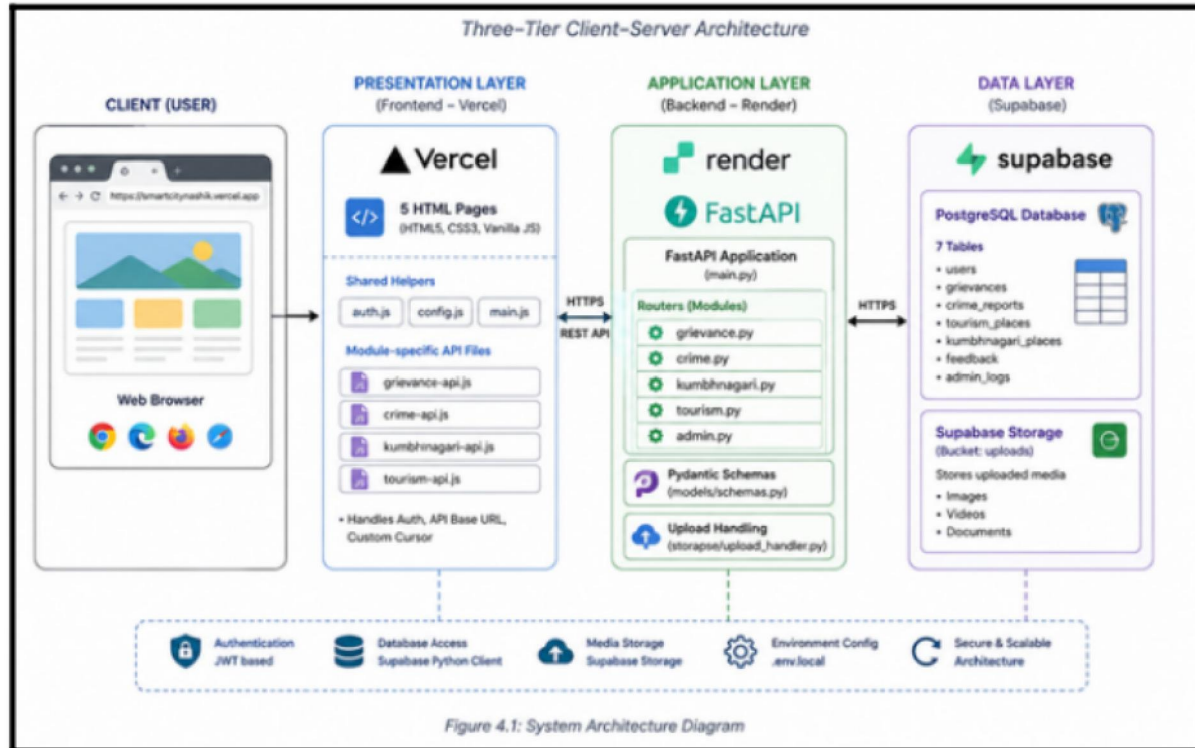 Three-Tier Client-Server Architecture
CLIENT (USER)
https://smartcitynashik.vercel.app
Web Browser
PRESENTATION LAYER
(Frontend – Vercel)
Vercel
</>
5 HTML Pages
(HTML5, CSS3, Vanilla JS)
Shared Helpers
auth.js
config.js
main.js
Module-specific API Files
grievance-api.js
crime-api.js
kumbhnagari-api.js
tourism-api.js
• Handles Auth, API Base URL,
Custom Cursor
HTTPS
REST API
APPLICATION LAYER
(Backend – Render)
render
FastAPI
FastAPI Application
(main.py)
Routers (Modules)
grievance.py
crime.py
kumbhnagari.py
tourism.py
admin.py
Pydantic Schemas
(models/schemas.py)
Upload Handling
(storapse/upload_handler.py)
HTTPS
DATA LAYER
(Supabase)
supabase
PostgreSQL Database
7 Tables
• users
• grievances
• crime_reports
• tourism_places
• kumbhnagari_places
• feedback
• admin_logs
Supabase Storage
(Bucket: uploads)
Stores uploaded media
• Images
• Videos
• Documents
Authentication
JWT based
Database Access
Supabase Python Client
Media Storage
Supabase Storage
Environment Config
.env.local
Secure & Scalable
Architecture
Figure 4.1: System Architecture Diagram